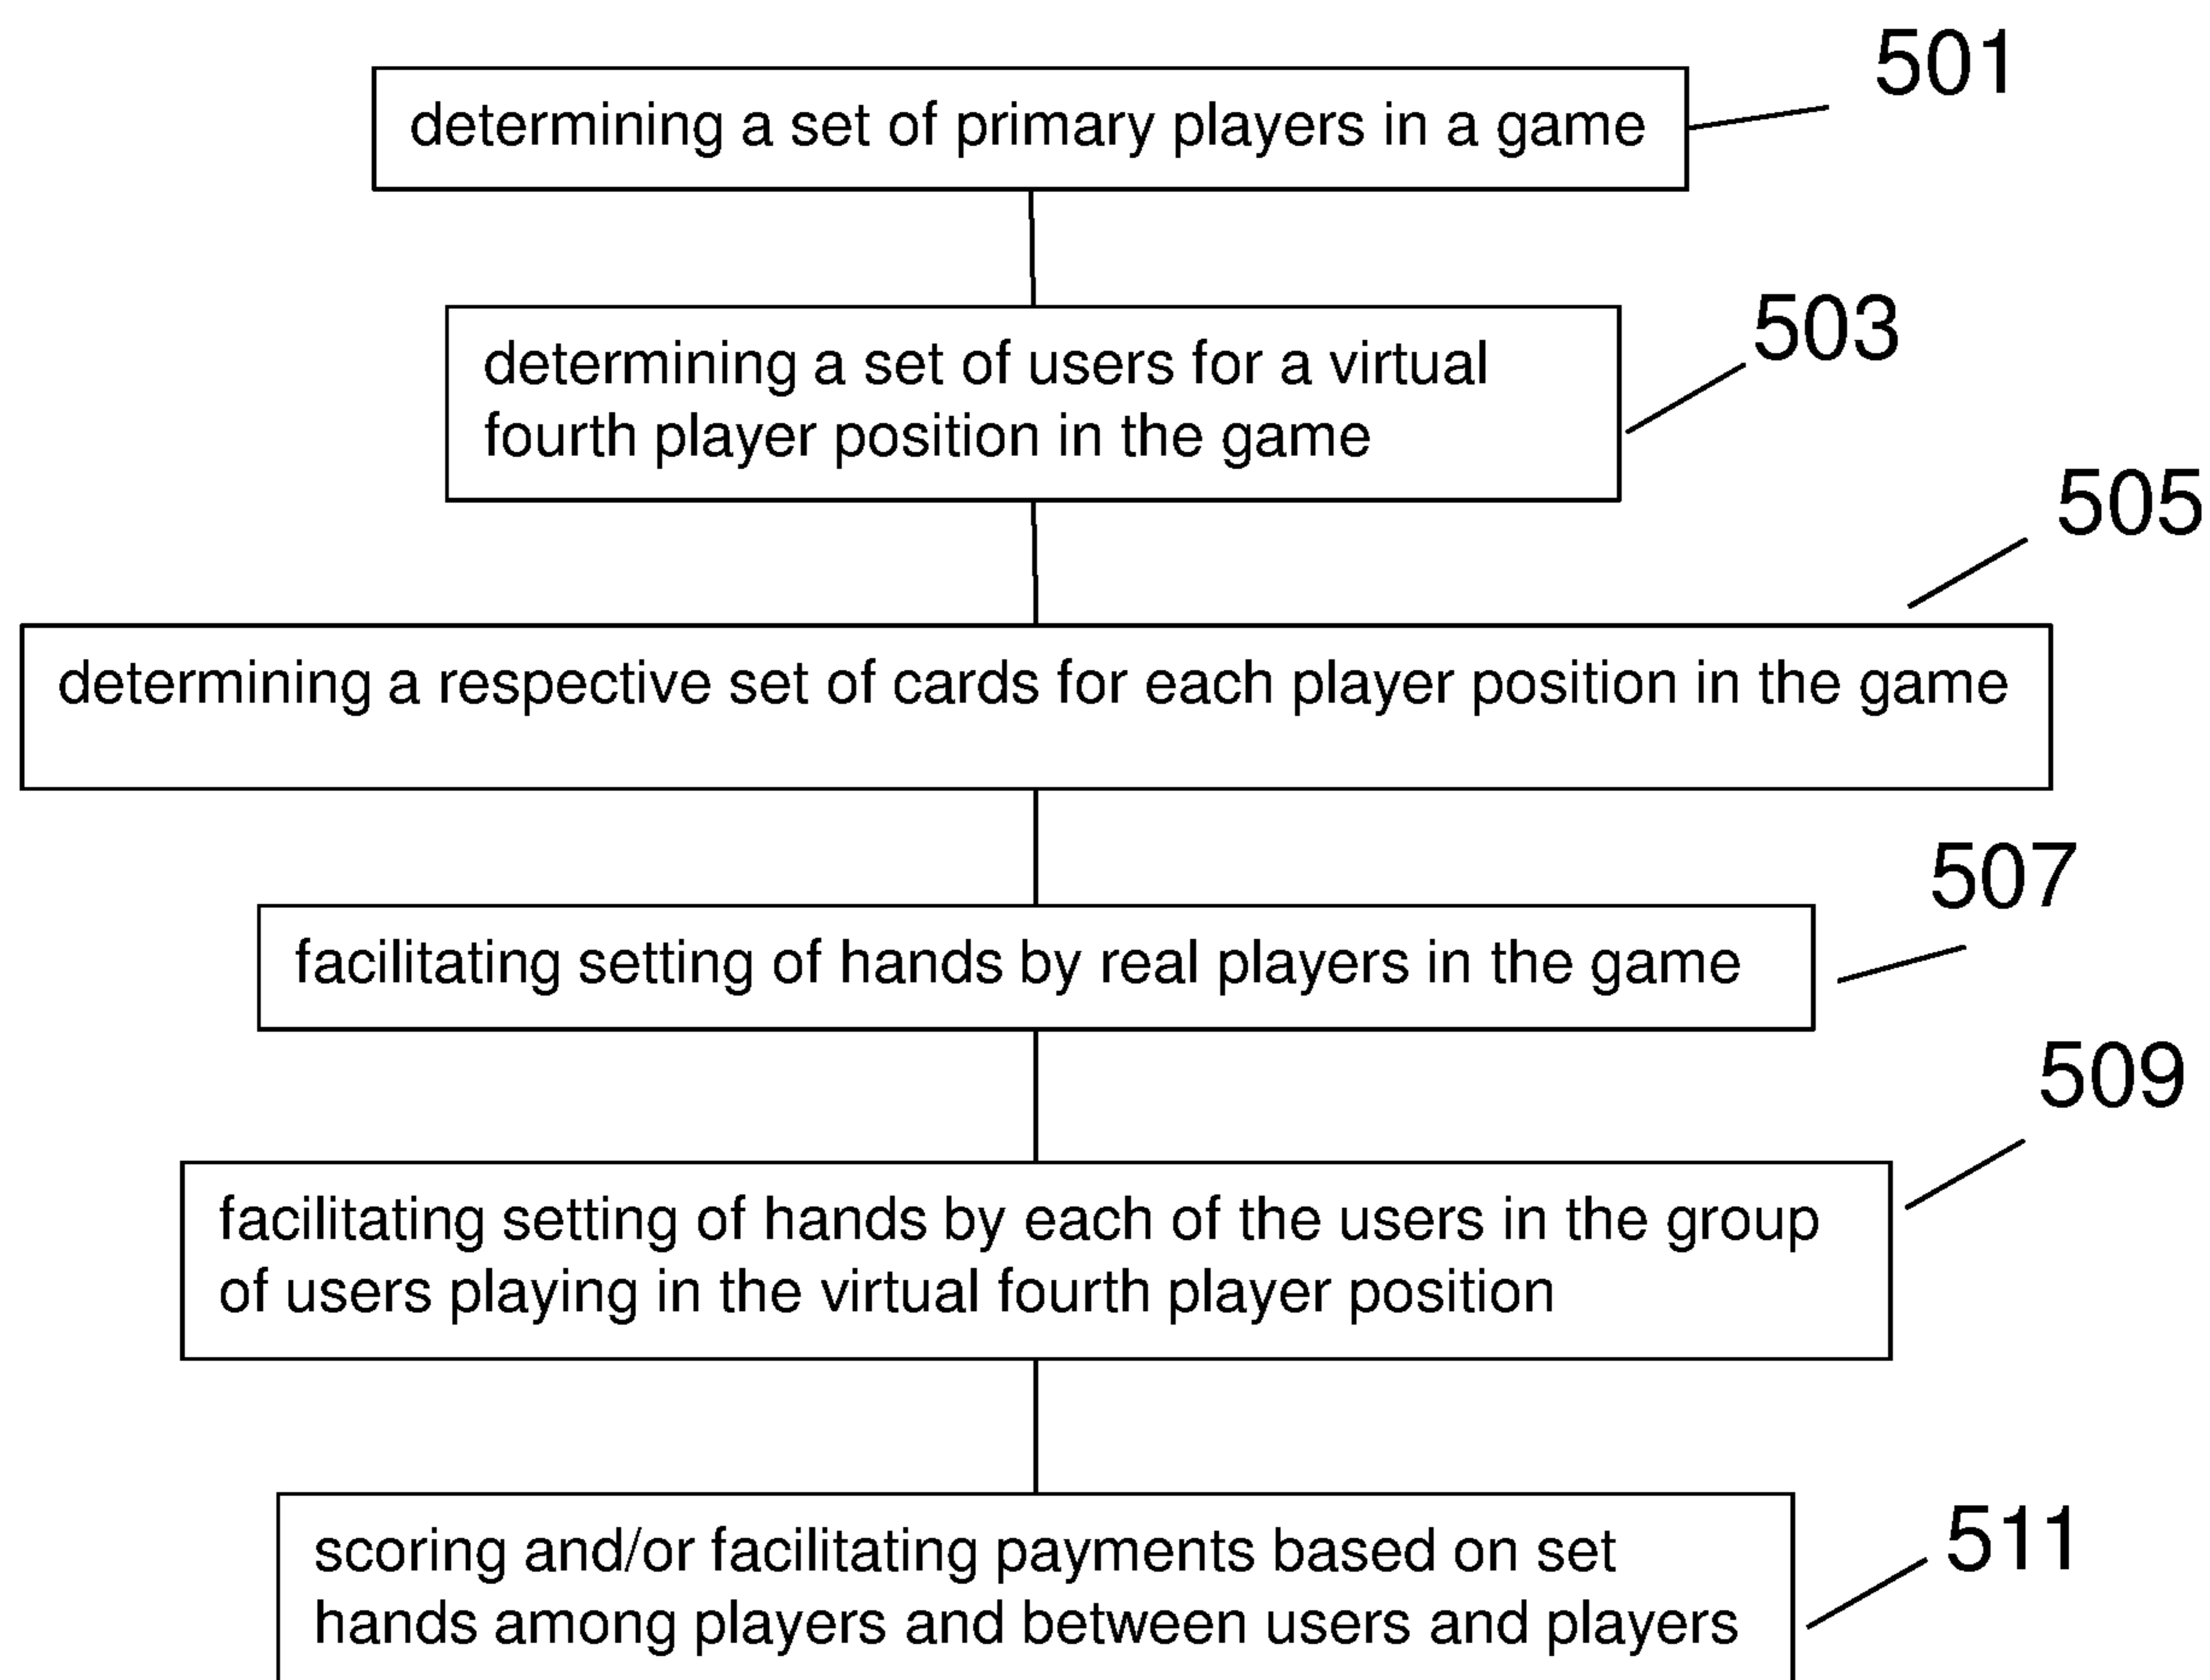 501
determining a set of primary players in a game
503
determining a set of users for a virtual
fourth player position in the game
505
determining a respective set of cards for each player position in the game
507
facilitating setting of hands by real players in the game
509
facilitating setting of hands by each of the users in the group
of users playing in the virtual fourth player position
511
scoring and/or facilitating payments based on set
hands among players and between users and players